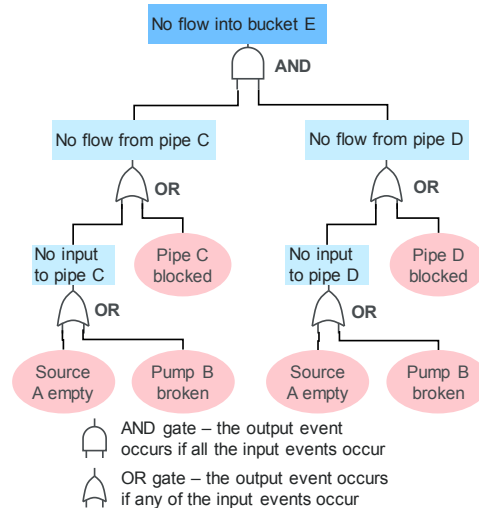 No flow into bucket E
AND
No flow from pipe C
No flow from pipe D
OR
OR
No input
to pipe C
Pipe C
blocked
No input
to pipe D
Pipe D
blocked
OR
OR
Source
A empty
Pump B
broken
Source
A empty
Pump B
broken
AND gate – the output event
occurs if all the input events occur
OR gate – the output event occurs
if any of the input events occur